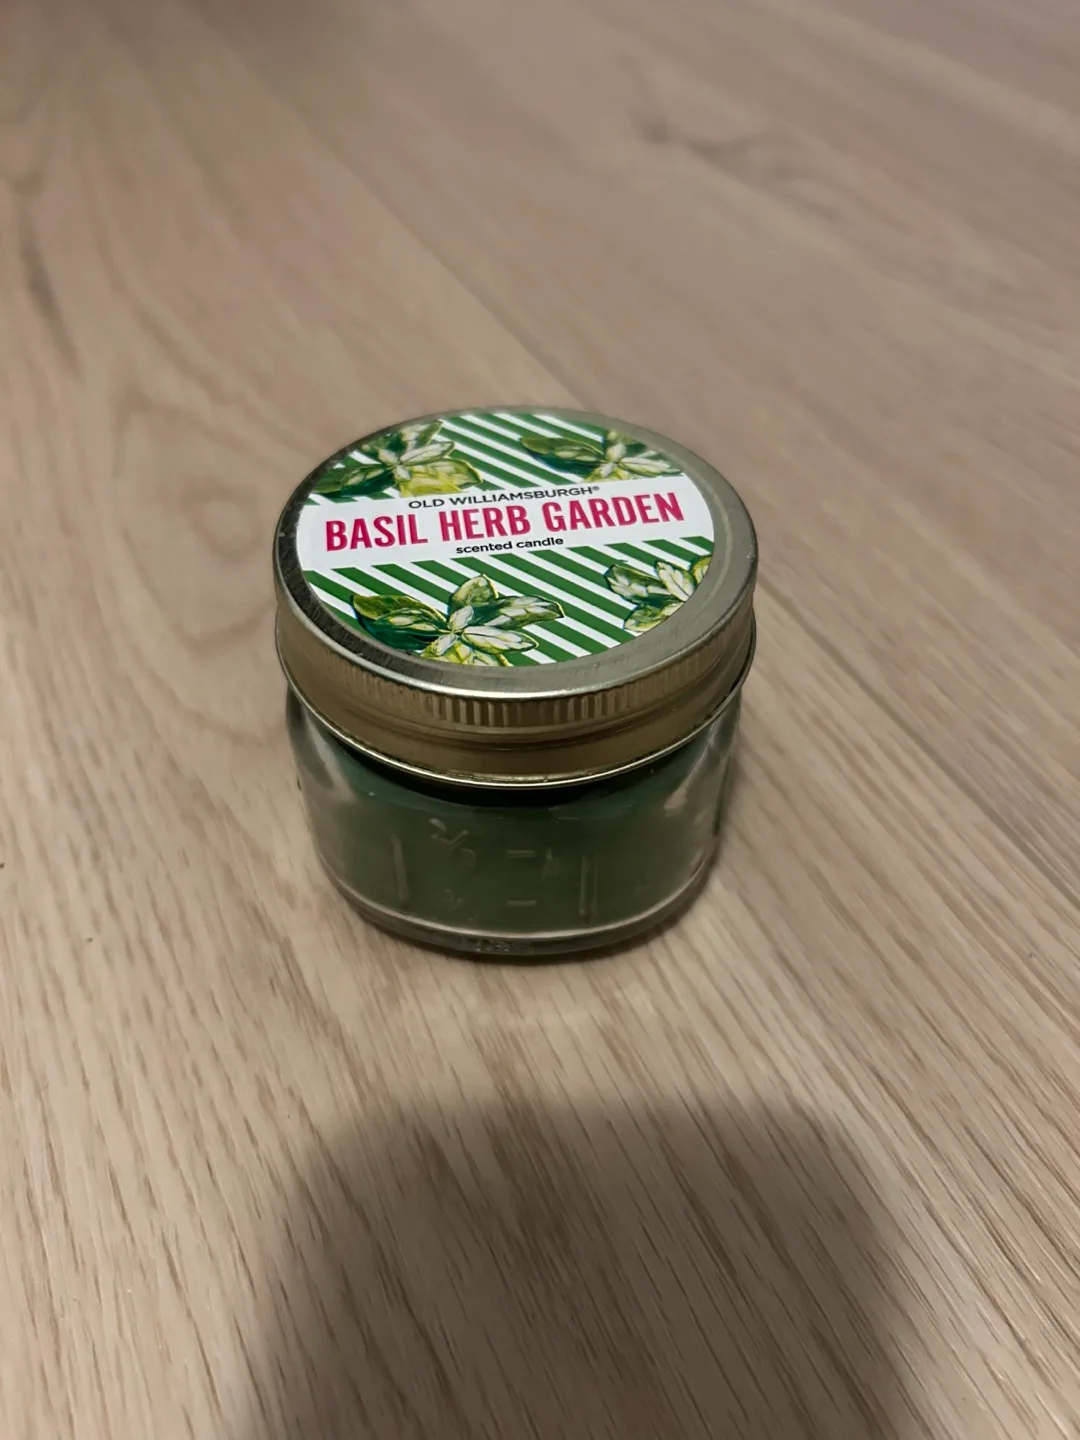 OLD WILLIAMSBURGH®
BASIL HERB GARDEN
scented candle